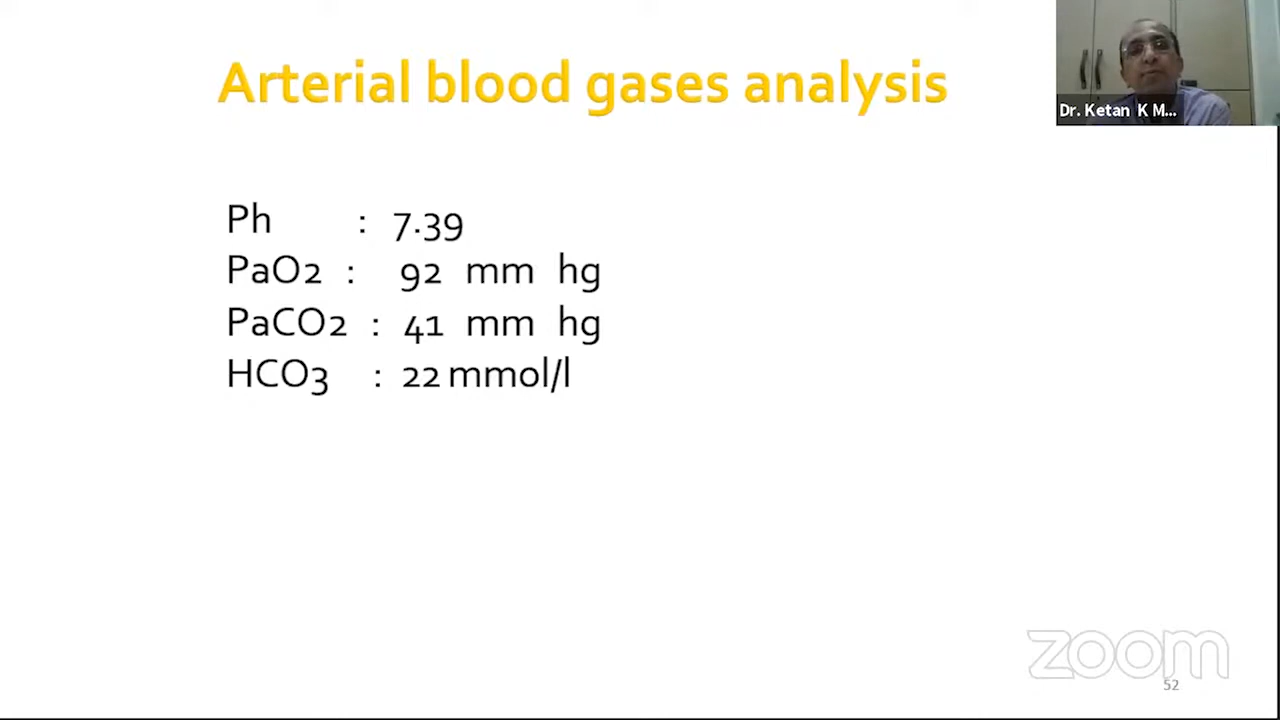 Arterial blood gases analysis
Dr. Ketan K M...
Ph : 7.39
PaO2 : 92 mm hg
PaCO2 : 41 mm hg
HCO3 : 22 mmol/l
zoom
52